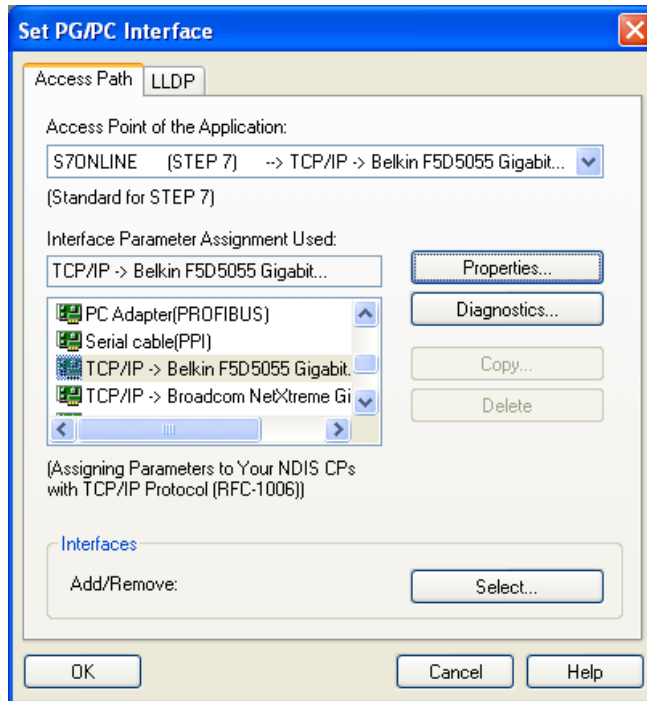 Set PG/PC Interface
Access Path
LLDP
Access Point of the Application:
S7ONLINE (STEP 7) --> TCP/IP -> Belkin F5D5055 Gigabit...
(Standard for STEP 7)
Interface Parameter Assignment Used:
TCP/IP -> Belkin F5D5055 Gigabit...
Properties...
PC Adapter(PROFIBUS)
Diagnostics...
Serial cable(PPI)
TCP/IP -> Belkin F5D5055 Gigabit.
Copy...
TCP/IP -> Broadcom NetXtreme Gi
Delete
(Assigning Parameters to Your NDIS CPs
with TCP/IP Protocol (RFC-1006))
Interfaces
Add/Remove:
Select...
OK
Cancel
Help